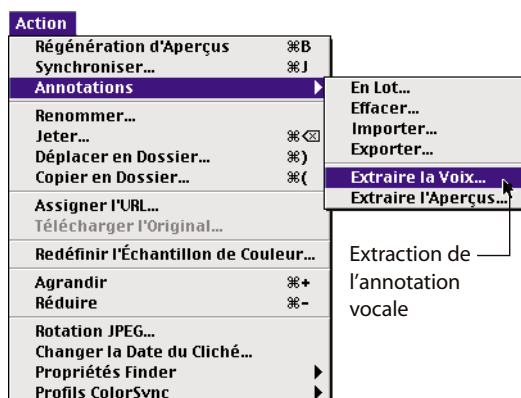 Action
Régénération d'Aperçus ⌘B
Synchroniser... ⌘J
Annotations
Renommer...
Jeter... ⌘⌫
Déplacer en Dossier... ⌘)
Copier en Dossier... ⌘(
Assigner l'URL...
Télécharger l'Original...
Redéfinir l'Échantillon de Couleur...
Agrandir ⌘+
Réduire ⌘-
Rotation JPEG...
Changer la Date du Cliché...
Propriétés Finder
Profils ColorSync
En Lot...
Effacer...
Importer...
Exporter...
Extraire la Voix...
Extraire l'Aperçus...
Extraction de
l'annotation
vocale